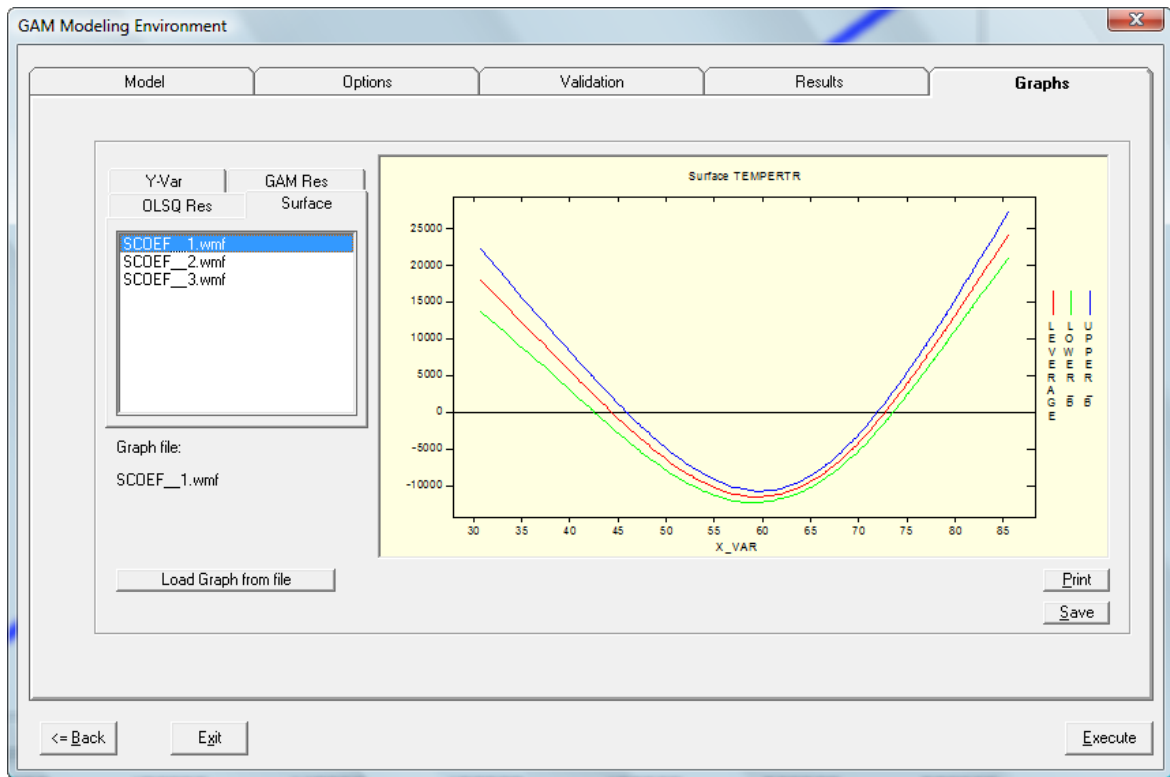 GAM Modeling Environment
Model Options Validation Results Graphs
Y-Var GAM Res
OLSQ Res Surface
SCOEF__1.wmf
SCOEF__2.wmf
SCOEF__3.wmf
Graph file:
SCOEF__1.wmf
Load Graph from file
Surface TEMPERTR
25000
20000
15000
10000
5000
0
-5000
-10000
30 35 40 45 50 55 60 65 70 75 80 85
X_VAR
LEVERAGE
LOWER_B
UPPER_B
Print
Save
<= Back Exit Execute